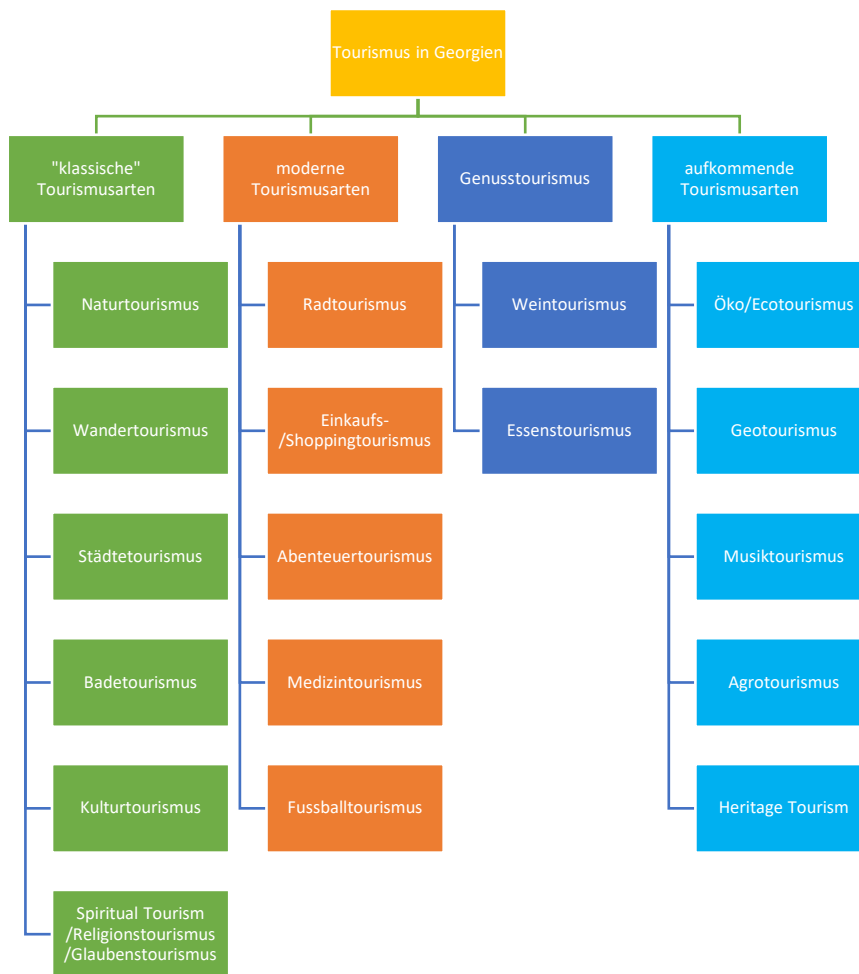 Tourismus in Georgien
"klassische"
Tourismusarten
Naturtourismus
Wandertourismus
Städtetourismus
Badetourismus
Kulturtourismus
Spiritual Tourism
/Religionstourismus
/Glaubenstourismus
moderne
Tourismusarten
Radtourismus
Einkaufs-
/Shoppingtourismus
Abenteuertourismus
Medizintourismus
Fussballtourismus
Genusstourismus
Weintourismus
Essenstourismus
aufkommende
Tourismusarten
Öko/Ecotourismus
Geotourismus
Musiktourismus
Agrotourismus
Heritage Tourism